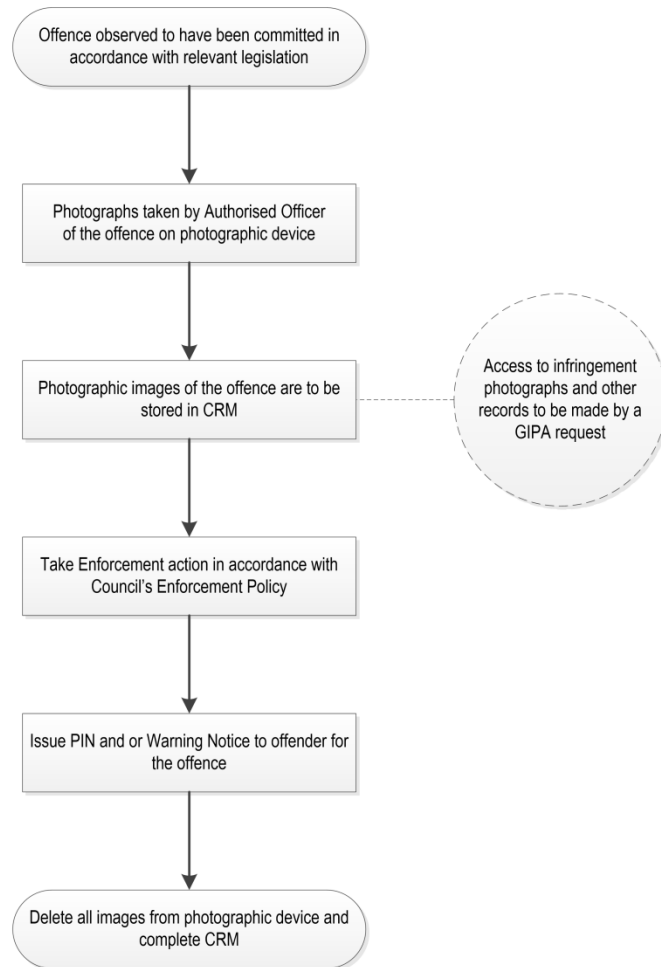 Offence observed to have been committed in
accordance with relevant legislation
Photographs taken by Authorised Officer
of the offence on photographic device
Photographic images of the offence are to be
stored in CRM
Access to infringement
photographs and other
records to be made by a
GIPA request
Take Enforcement action in accordance with
Council’s Enforcement Policy
Issue PIN and or Warning Notice to offender for
the offence
Delete all images from photographic device and
complete CRM